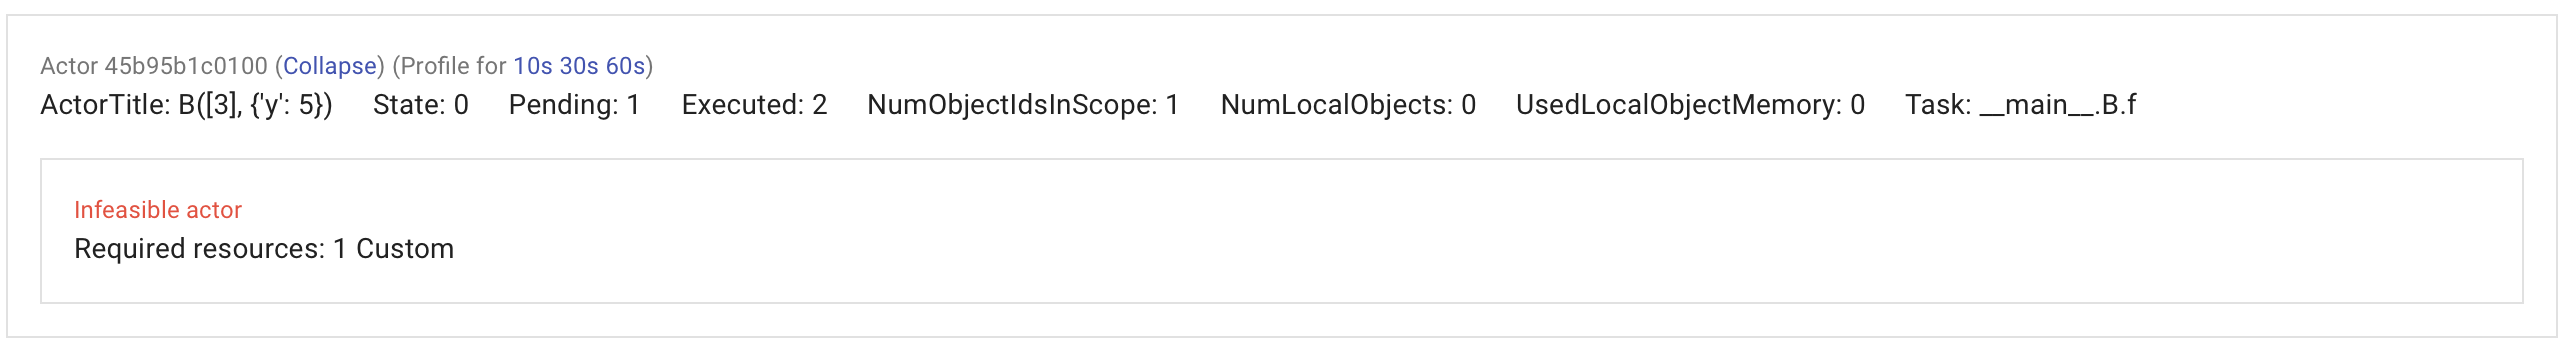 Actor 45b95b1c0100 (Collapse) (Profile for 10s 30s 60s)
ActorTitle: B([3], {'y': 5}) State: 0 Pending: 1 Executed: 2 NumObjectIdsInScope: 1 NumLocalObjects: 0 UsedLocalObjectMemory: 0 Task: __main__.B.f
Infeasible actor
Required resources: 1 Custom